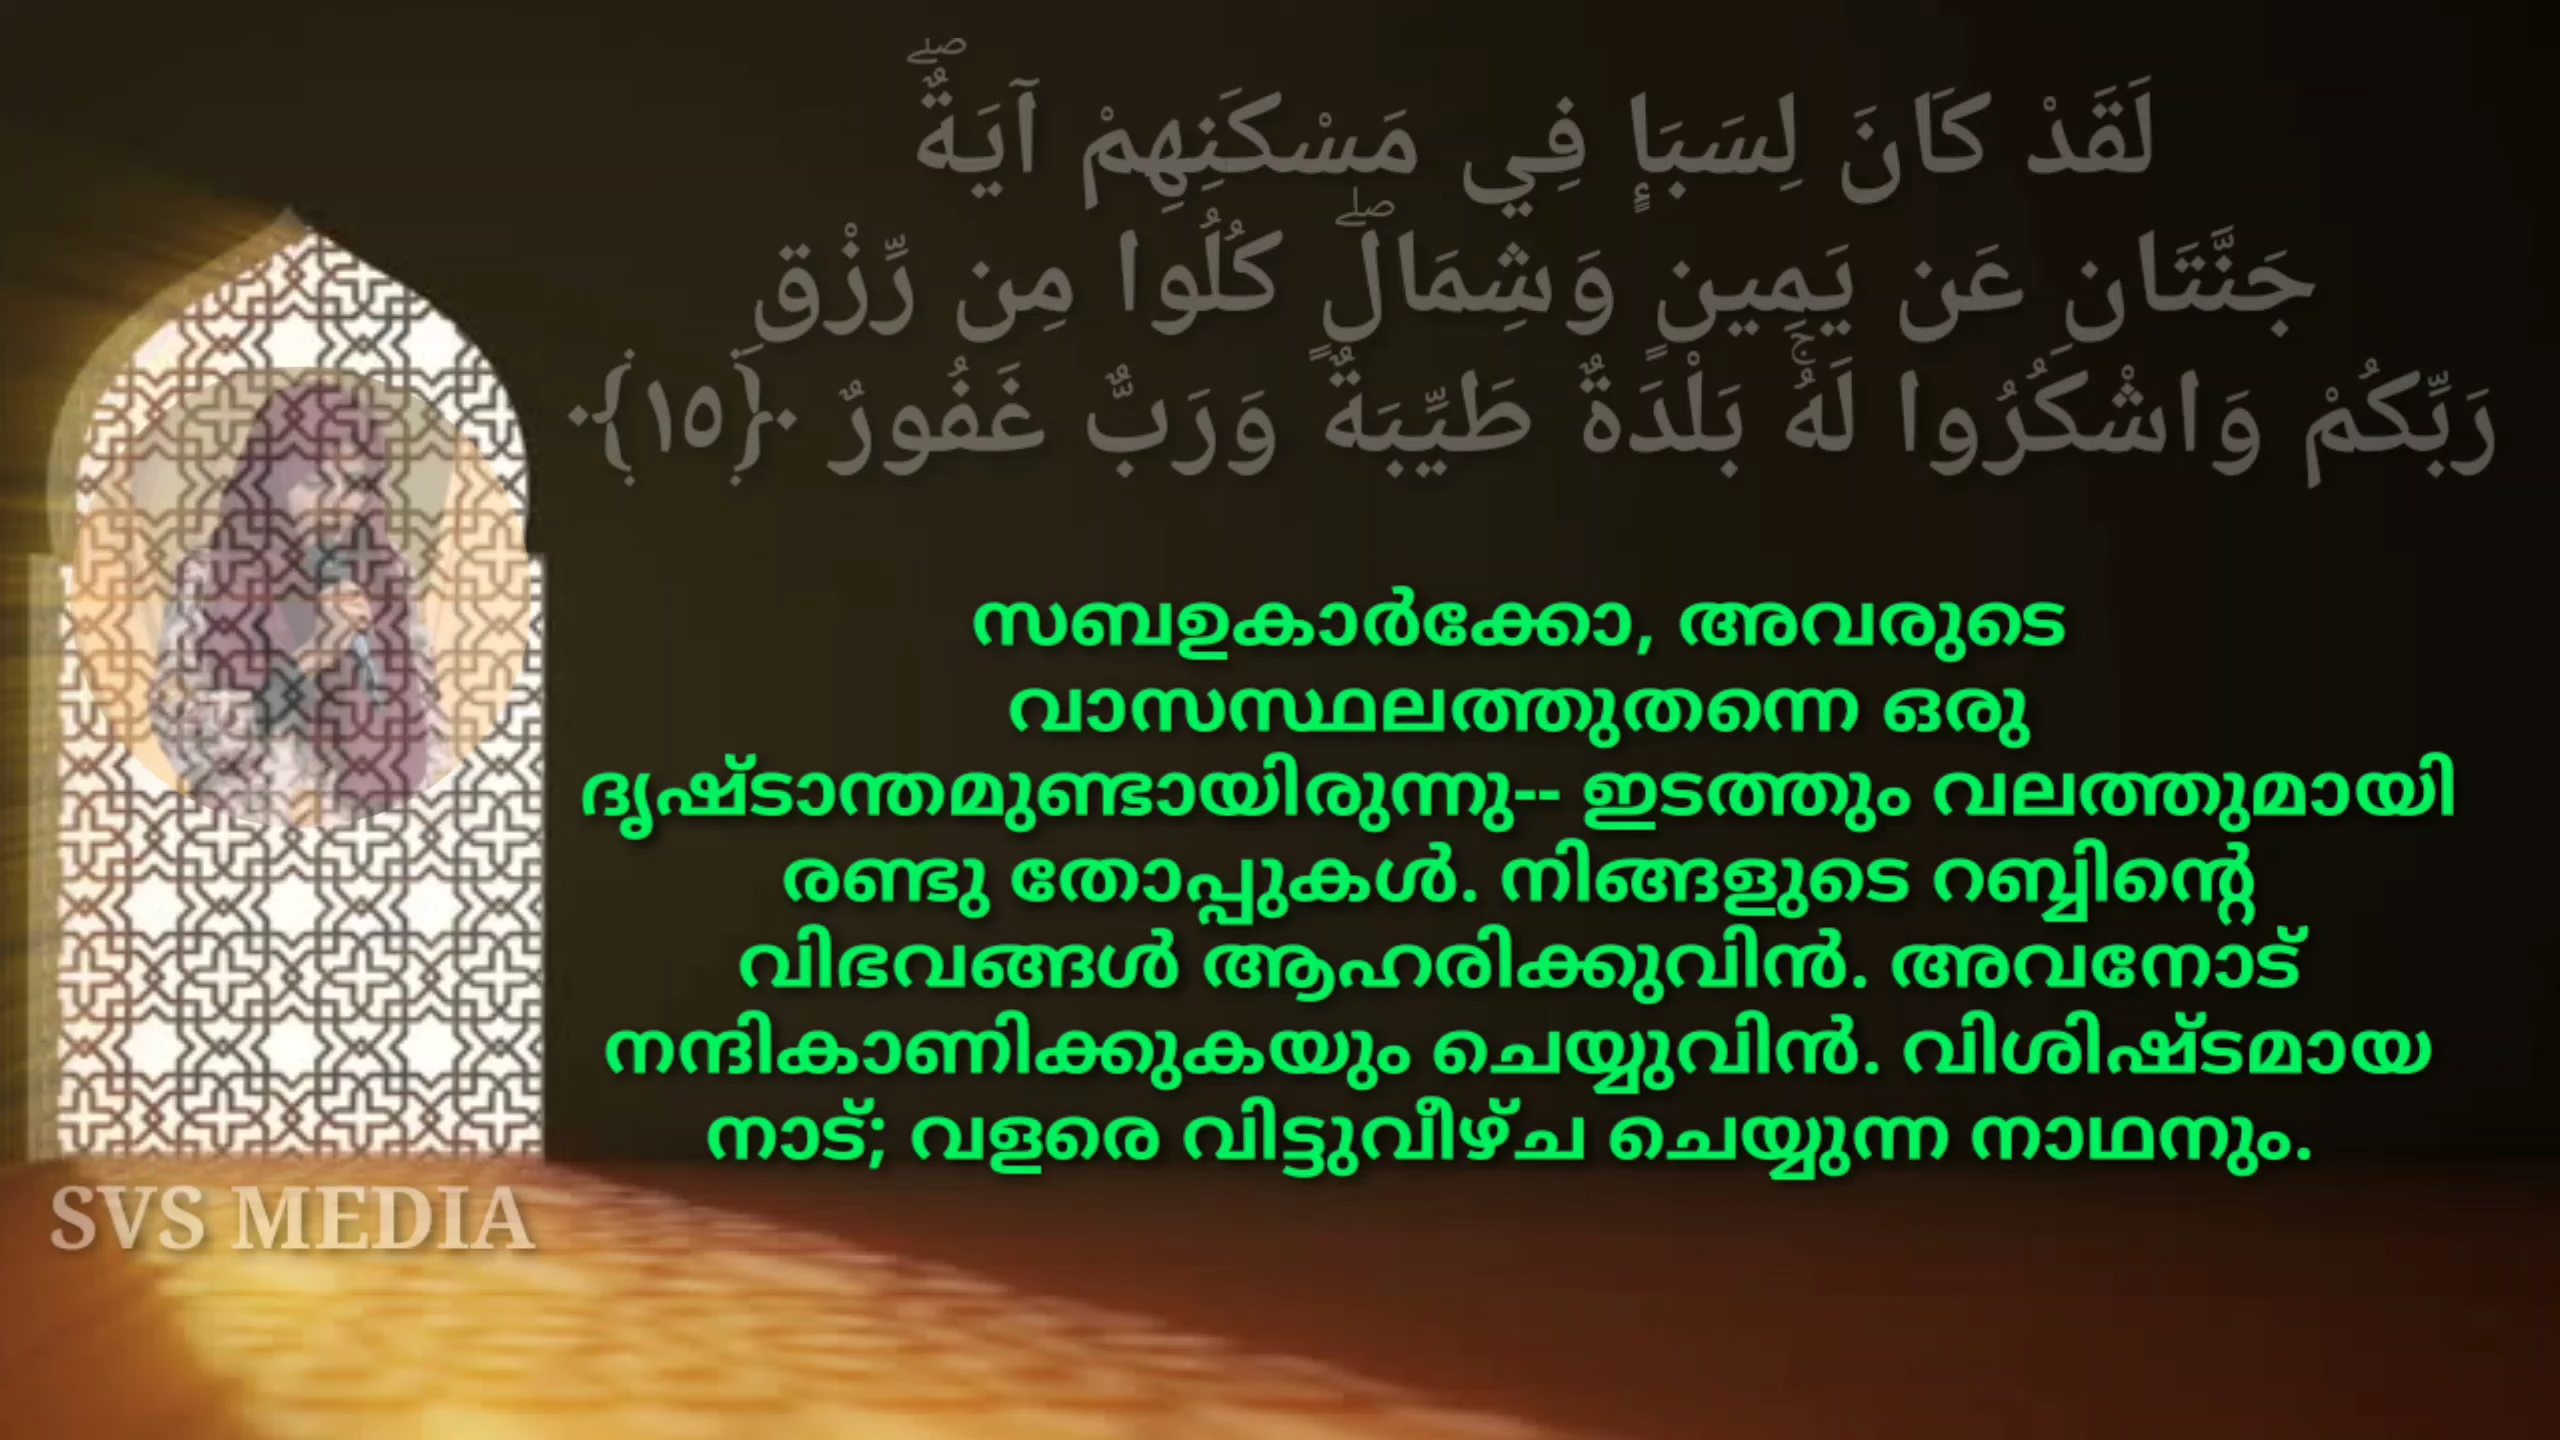 لَقَدْ كَانَ لِسَبَإٍ فِي مَسْكَنِهِمْ آيَةٌ ۖ
جَنَّتَانِ عَن يَمِينٍ وَشِمَالٍ ۖ كُلُوا مِن رِّزْقِ
رَبِّكُمْ وَاشْكُرُوا لَهُ ۚ بَلْدَةٌ طَيِّبَةٌ وَرَبٌّ غَفُورٌ ﴿١٥﴾
സബഉകാർക്കോ, അവരുടെ
വാസസ്ഥലത്തുതന്നെ ഒരു
ദൃഷ്ടാന്തമുണ്ടായിരുന്നു-- ഇടത്തും വലത്തുമായി
രണ്ടു തോപ്പുകൾ. നിങ്ങളുടെ റബ്ബിന്റെ
വിഭവങ്ങൾ ആഹരിക്കുവിൻ. അവനോട്
നന്ദികാണിക്കുകയും ചെയ്യുവിൻ. വിശിഷ്ടമായ
നാട്; വളരെ വിട്ടുവീഴ്ച ചെയ്യുന്ന നാഥനും.
SVS MEDIA